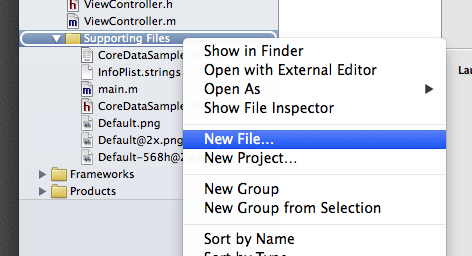 ViewController.h
ViewController.m
Supporting Files
CoreDataSample
InfoPlist.strings
main.m
CoreDataSample
Default.png
Default@2x.png
Default-568h@2
Frameworks
Products
Show in Finder
Open with External Editor
Open As
Show File Inspector
New File...
New Project...
New Group
New Group from Selection
Sort by Name
Sort by Type
Lau